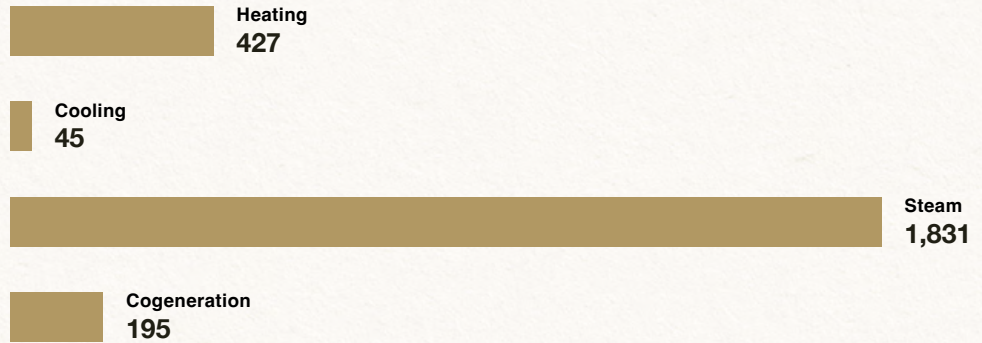 Heating
427
Cooling
45
Steam
1,831
Cogeneration
195